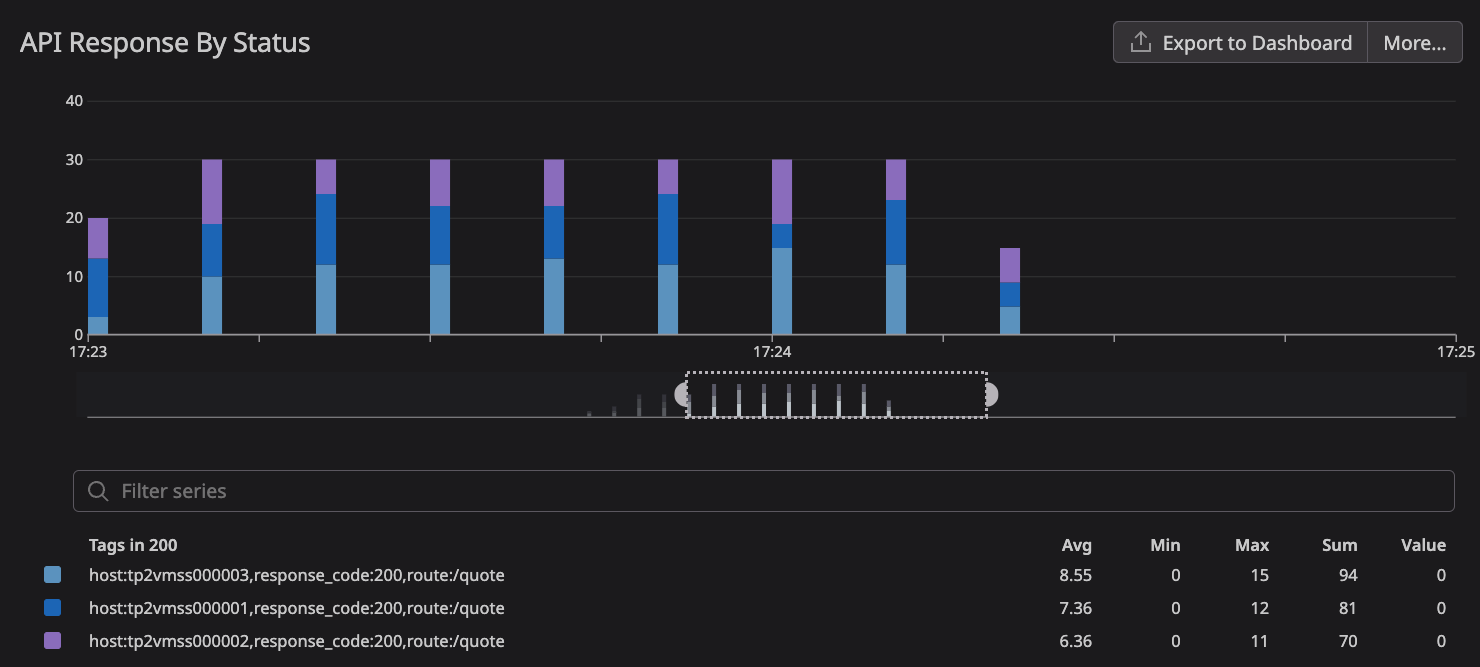 API Response By Status
Export to Dashboard
More...
40
30
20
10
0
17:23
17:24
17:25
Filter series
Tags in 200 Avg Min Max Sum Value
host:tp2vmss000003,response_code:200,route:/quote 8.55 0 15 94 0
host:tp2vmss000001,response_code:200,route:/quote 7.36 0 12 81 0
host:tp2vmss000002,response_code:200,route:/quote 6.36 0 11 70 0